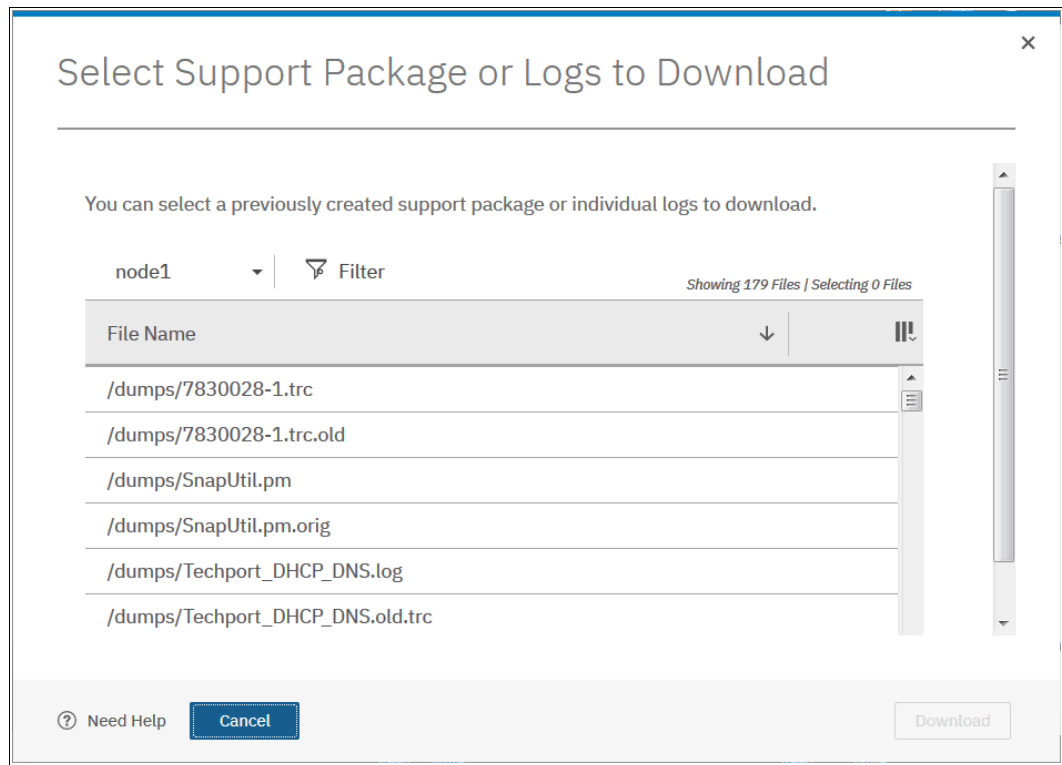 Select Support Package or Logs to Download
You can select a previously created support package or individual logs to download.
node1 Filter
Showing 179 Files | Selecting 0 Files
File Name
/dumps/7830028-1.trc
/dumps/7830028-1.trc.old
/dumps/SnapUtil.pm
/dumps/SnapUtil.pm.orig
/dumps/Techport_DHCP_DNS.log
/dumps/Techport_DHCP_DNS.old.trc
Need Help Cancel Download